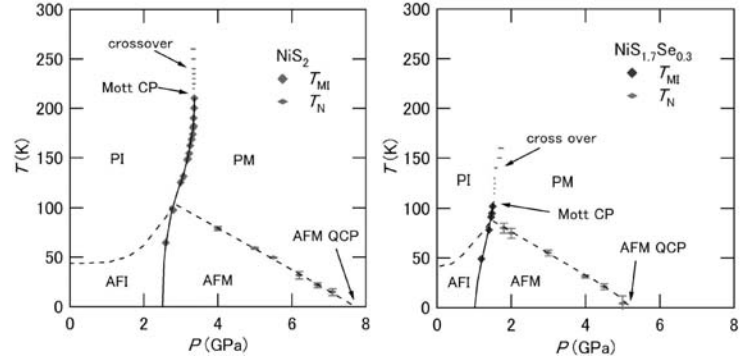 300
250
200
150
100
50
0
T(K)
crossover
Mott CP
NiS2
TMI
TN
PI
PM
AFM QCP
AFI
AFM
0
2
4
6
8
P (GPa)
300
250
200
150
100
50
0
T(K)
NiS1.7Se0.3
TMI
TN
cross over
PI
PM
Mott CP
AFM QCP
AFI
AFM
0
2
4
6
8
P (GPa)